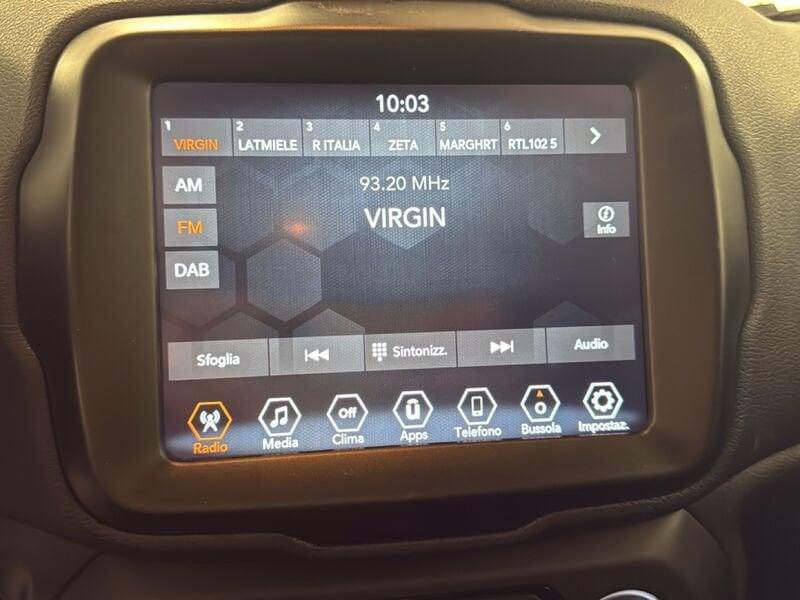 10:03
1 VIRGIN 2 LATMIELE 3 R ITALIA 4 ZETA 5 MARGHRT 6 RTL102 5
AM
93.20 MHz
FM
VIRGIN
Info
DAB
Sfoglia Sintonizz. Audio
Off
Radio Media Clima Apps Telefono Bussola Impostaz.